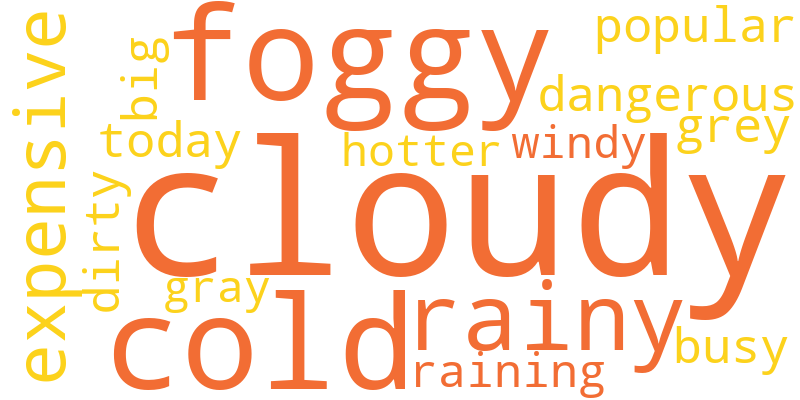 foggy
popular
expensive
big
dangerous
today
hotter
windy
grey
cloudy
dirty
gray
cold
rainy
raining
busy